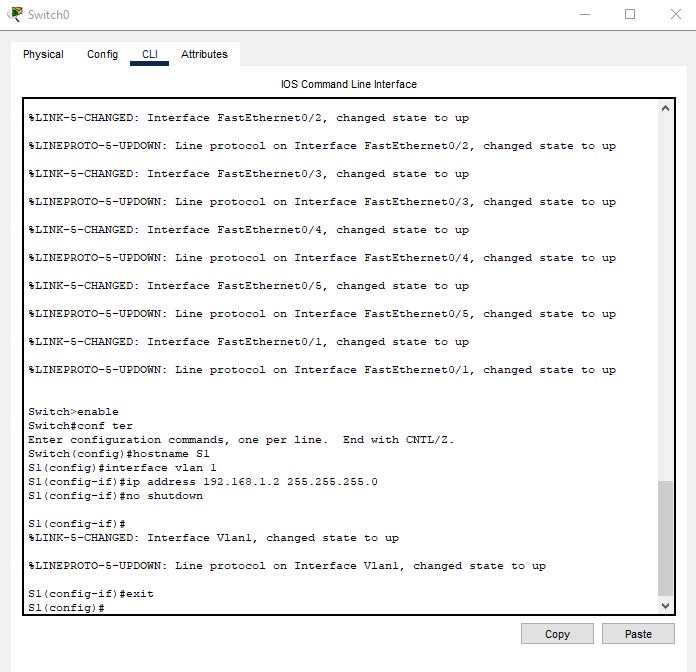 Switch0
Physical Config CLI Attributes
IOS Command Line Interface
%LINK-5-CHANGED: Interface FastEthernet0/2, changed state to up
%LINEPROTO-5-UPDOWN: Line protocol on Interface FastEthernet0/2, changed state to up
%LINK-5-CHANGED: Interface FastEthernet0/3, changed state to up
%LINEPROTO-5-UPDOWN: Line protocol on Interface FastEthernet0/3, changed state to up
%LINK-5-CHANGED: Interface FastEthernet0/4, changed state to up
%LINEPROTO-5-UPDOWN: Line protocol on Interface FastEthernet0/4, changed state to up
%LINK-5-CHANGED: Interface FastEthernet0/5, changed state to up
%LINEPROTO-5-UPDOWN: Line protocol on Interface FastEthernet0/5, changed state to up
%LINK-5-CHANGED: Interface FastEthernet0/1, changed state to up
%LINEPROTO-5-UPDOWN: Line protocol on Interface FastEthernet0/1, changed state to up
Switch>enable
Switch#conf ter
Enter configuration commands, one per line.  End with CNTL/Z.
Switch(config)#hostname S1
S1(config)#interface vlan 1
S1(config-if)#ip address 192.168.1.2 255.255.255.0
S1(config-if)#no shutdown
S1(config-if)#
%LINK-5-CHANGED: Interface Vlan1, changed state to up
%LINEPROTO-5-UPDOWN: Line protocol on Interface Vlan1, changed state to up
S1(config-if)#exit
S1(config)#
Copy Paste